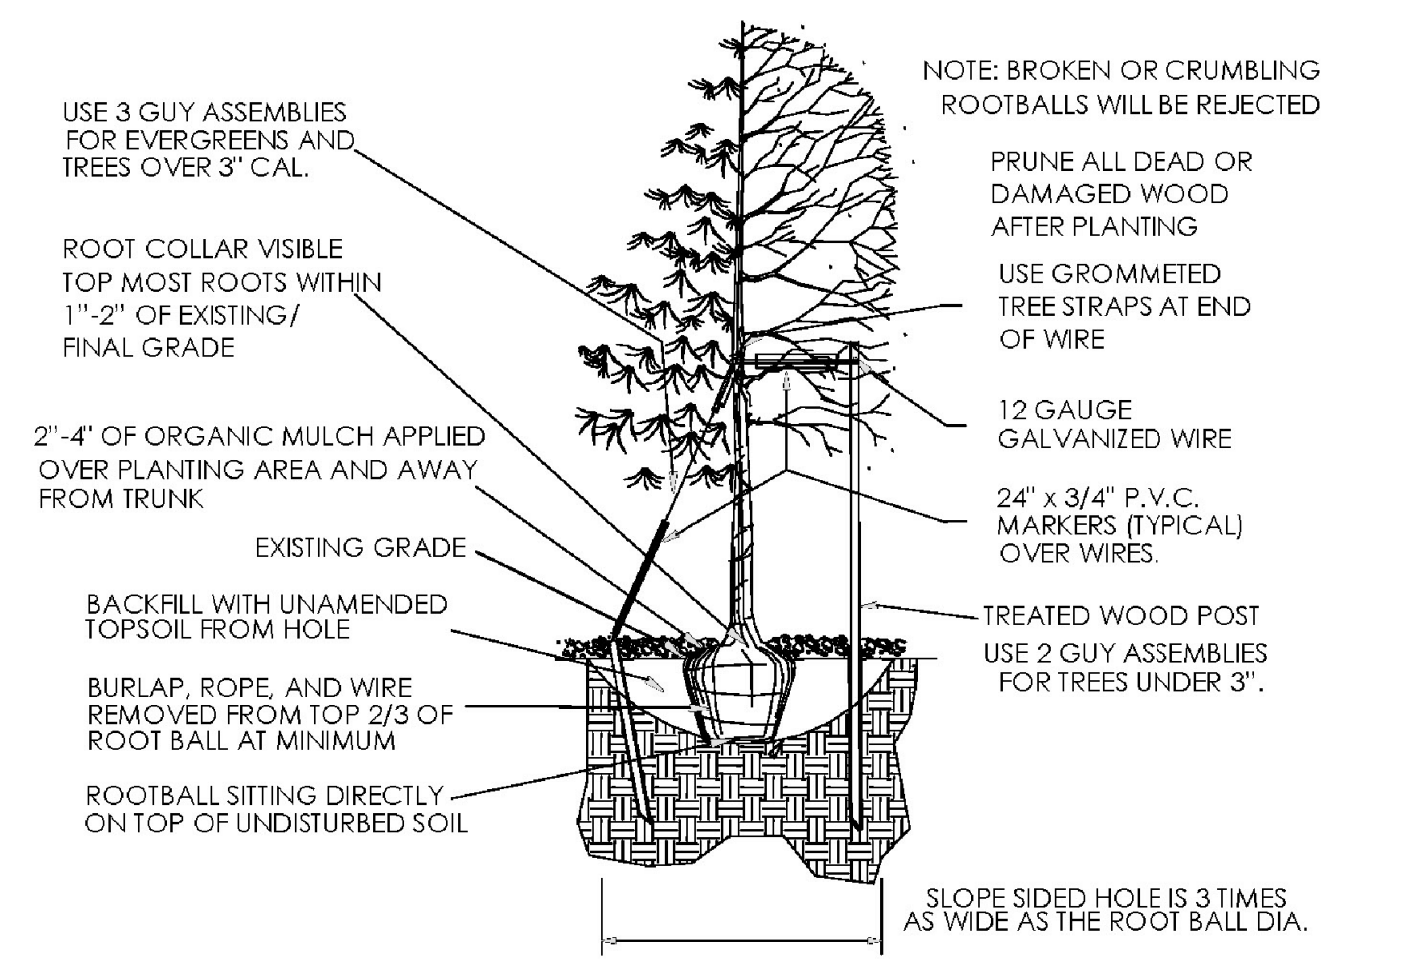 USE 3 GUY ASSEMBLIES
FOR EVERGREENS AND
TREES OVER 3" CAL.
ROOT COLLAR VISIBLE
TOP MOST ROOTS WITHIN
1"-2" OF EXISTING/
FINAL GRADE
2"-4" OF ORGANIC MULCH APPLIED
OVER PLANTING AREA AND AWAY
FROM TRUNK
EXISTING GRADE
BACKFILL WITH UNAMENDED
TOPSOIL FROM HOLE
BURLAP, ROPE, AND WIRE
REMOVED FROM TOP 2/3 OF
ROOT BALL AT MINIMUM
ROOTBALL SITTING DIRECTLY
ON TOP OF UNDISTURBED SOIL
NOTE: BROKEN OR CRUMBLING
ROOTBALLS WILL BE REJECTED
PRUNE ALL DEAD OR
DAMAGED WOOD
AFTER PLANTING
USE GROMMETED
TREE STRAPS AT END
OF WIRE
12 GAUGE
GALVANIZED WIRE
24" x 3/4" P.V.C.
MARKERS (TYPICAL)
OVER WIRES.
TREATED WOOD POST
USE 2 GUY ASSEMBLIES
FOR TREES UNDER 3".
SLOPE SIDED HOLE IS 3 TIMES
AS WIDE AS THE ROOT BALL DIA.